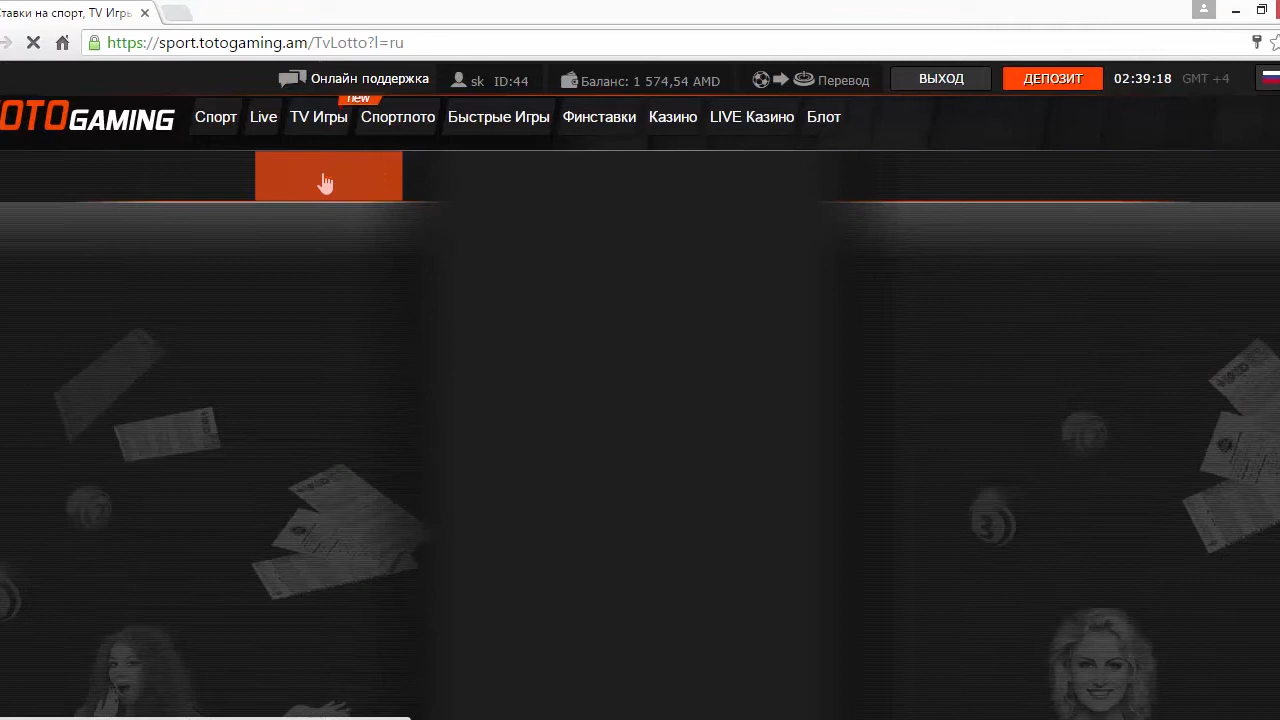 тавки на спорт, TV Игры
https://sport.totogaming.am/TvLotto?l=ru
Онлайн поддержка
sk ID:44
Баланс: 1 574,54 AMD
Перевод
ВЫХОД
ДЕПОЗИТ
02:39:18 GMT +4
OTOGAMING
Спорт
Live
TV Игры
new
Спортлото
Быстрые Игры
Финставки
Казино
LIVE Казино
Блот
3